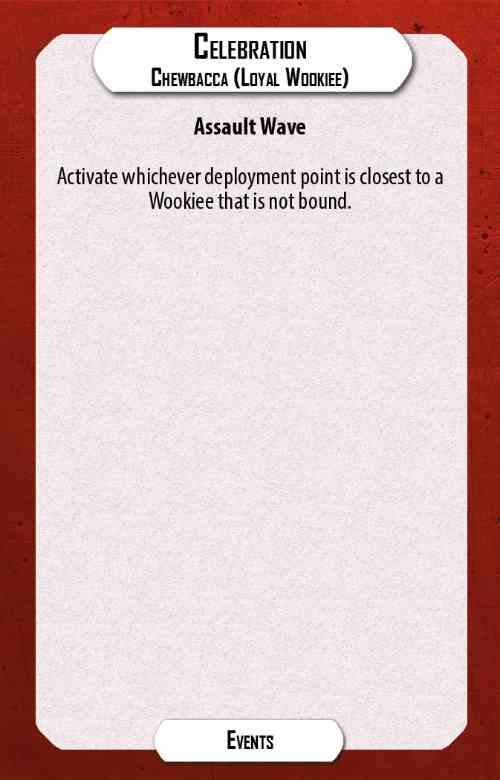 Celebration
Chewbacca (Loyal Wookiee)
Assault Wave
Activate whichever deployment point is closest to a
Wookiee that is not bound.
Events